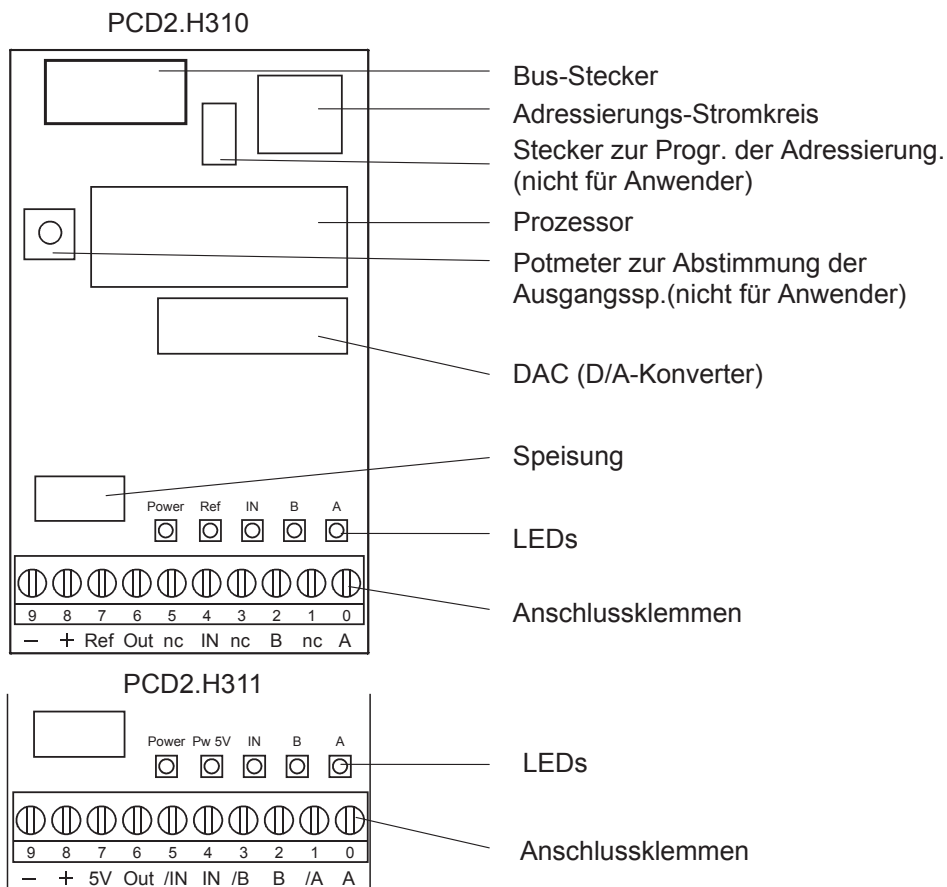 PCD2.H310
Bus-Stecker
Adressierungs-Stromkreis
Stecker zur Progr. der Adressierung.
(nicht für Anwender)
Prozessor
Potmeter zur Abstimmung der
Ausgangssp.(nicht für Anwender)
DAC (D/A-Konverter)
Speisung
Power Ref IN B A
LEDs
Anschlussklemmen
9 8 7 6 5 4 3 2 1 0
– + Ref Out nc IN nc B nc A
PCD2.H311
Power Pw 5V IN B A
LEDs
Anschlussklemmen
9 8 7 6 5 4 3 2 1 0
– + 5V Out /IN IN /B B /A A